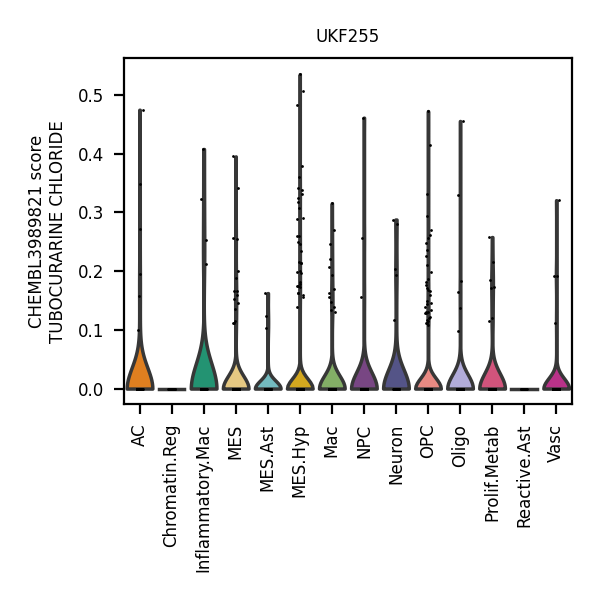 UKF255
CHEMBL3989821 score
TUBOCURARINE CHLORIDE
0.5
0.4
0.3
0.2
0.1
0.0
AC
Chromatin.Reg
Inflammatory.Mac
MES
MES.Ast
MES.Hyp
Mac
NPC
Neuron
OPC
Oligo
Prolif.Metab
Reactive.Ast
Vasc